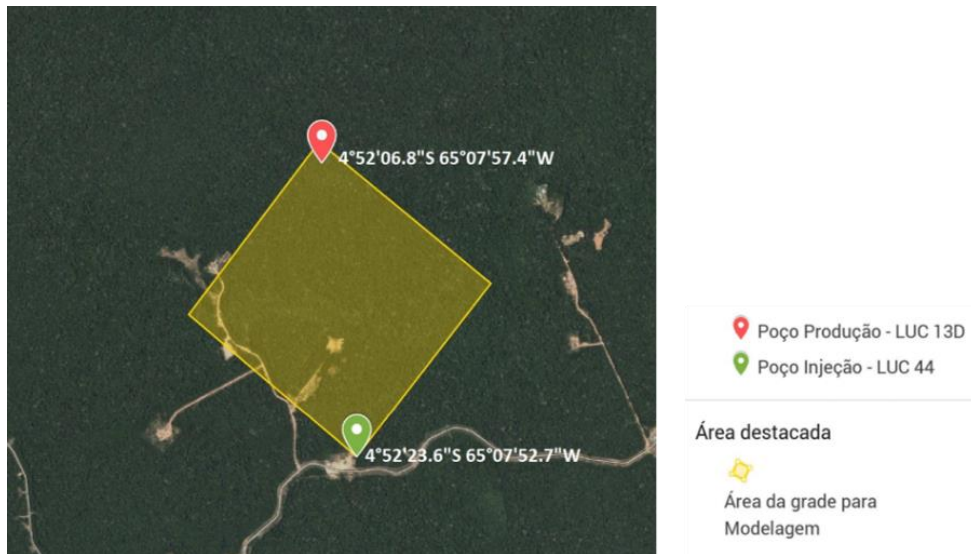 4°52'06.8"S 65°07'57.4"W
4°52'23.6"S 65°07'52.7"W
Poço Produção - LUC 13D
Poço Injeção - LUC 44
Área destacada
Área da grade para
Modelagem